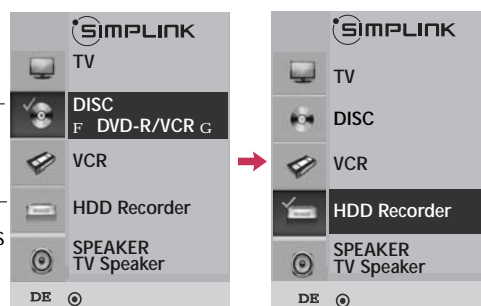 SIMPLINK
TV
DISC
F DVD-R/VCR G
VCR
HDD Recorder
SPEAKER
TV Speaker
DE
S
SIMPLINK
TV
DISC
VCR
HDD Recorder
SPEAKER
TV Speaker
DE